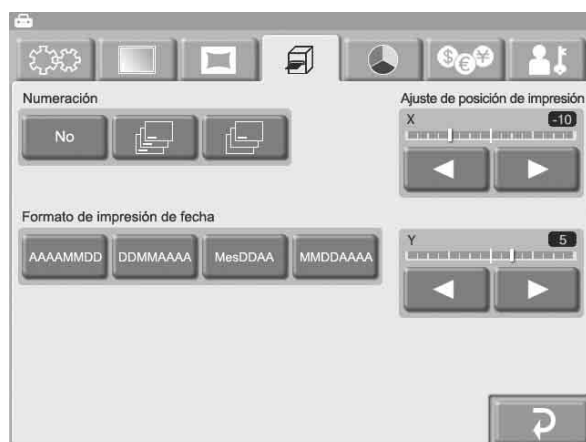 Numeración
Ajuste de posición de impresión
No
X -10
Formato de impresión de fecha
AAAAMMDD DDMMAAAA MesDDAA MMDDAAAA
Y 5